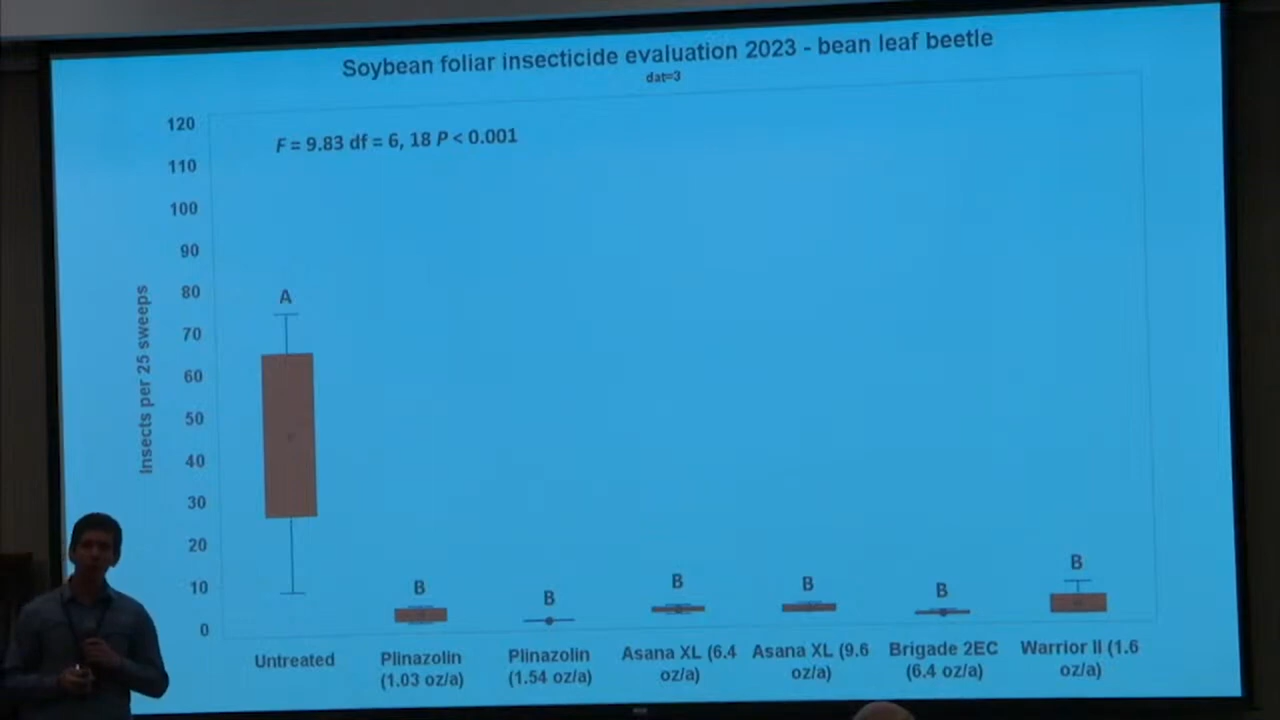 Soybean foliar insecticide evaluation 2023 - bean leaf beetle
dat=3
F = 9.83 df = 6, 18 P < 0.001
Insects per 25 sweeps
120
110
100
90
80
70
60
50
40
30
20
10
0
A
B
B
B
B
B
B
Untreated
Plinazolin
(1.03 oz/a)
Plinazolin
(1.54 oz/a)
Asana XL (6.4
oz/a)
Asana XL (9.6
oz/a)
Brigade 2EC
(6.4 oz/a)
Warrior II (1.6
oz/a)